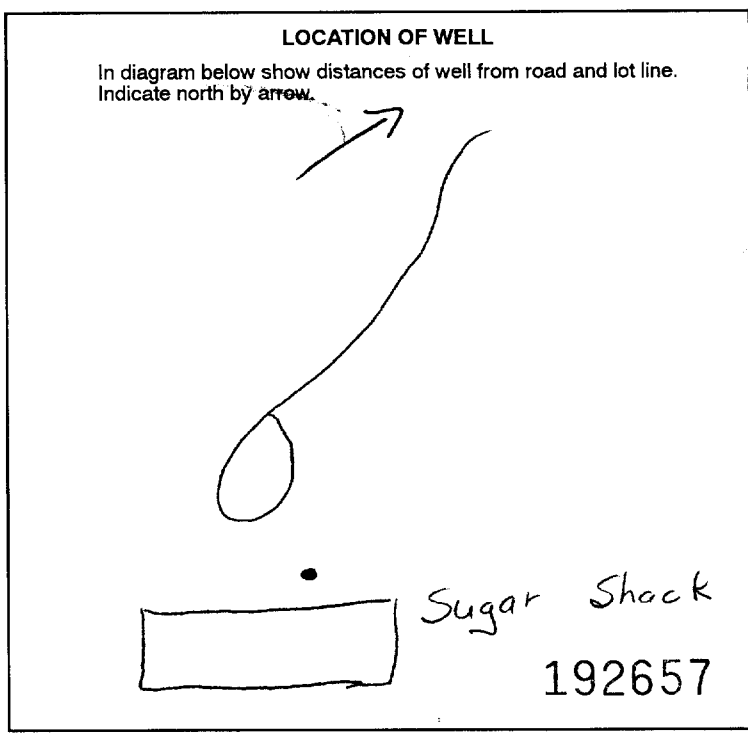 LOCATION OF WELL
In diagram below show distances of well from road and lot line.
Indicate north by arrow.
Sugar Shack
192657